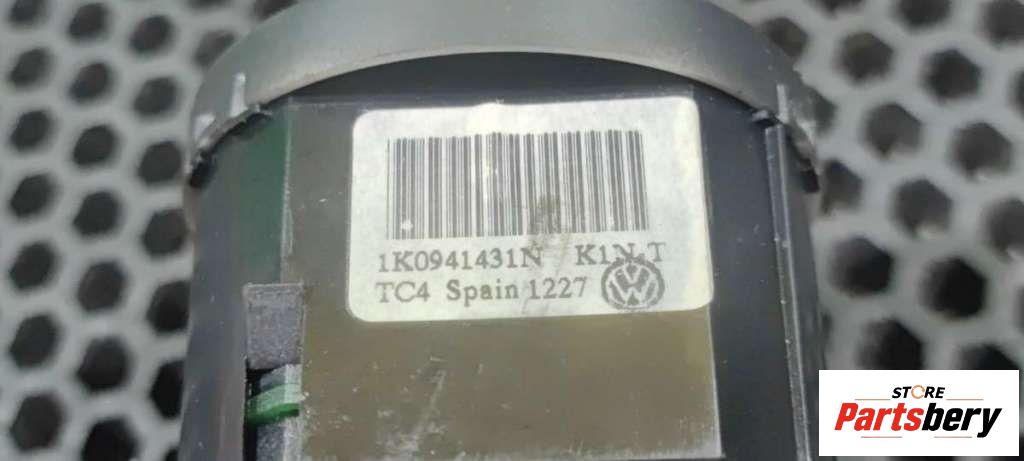 1K0941431N K1N-T
TC4 Spain 1227
STORE
Partsbery